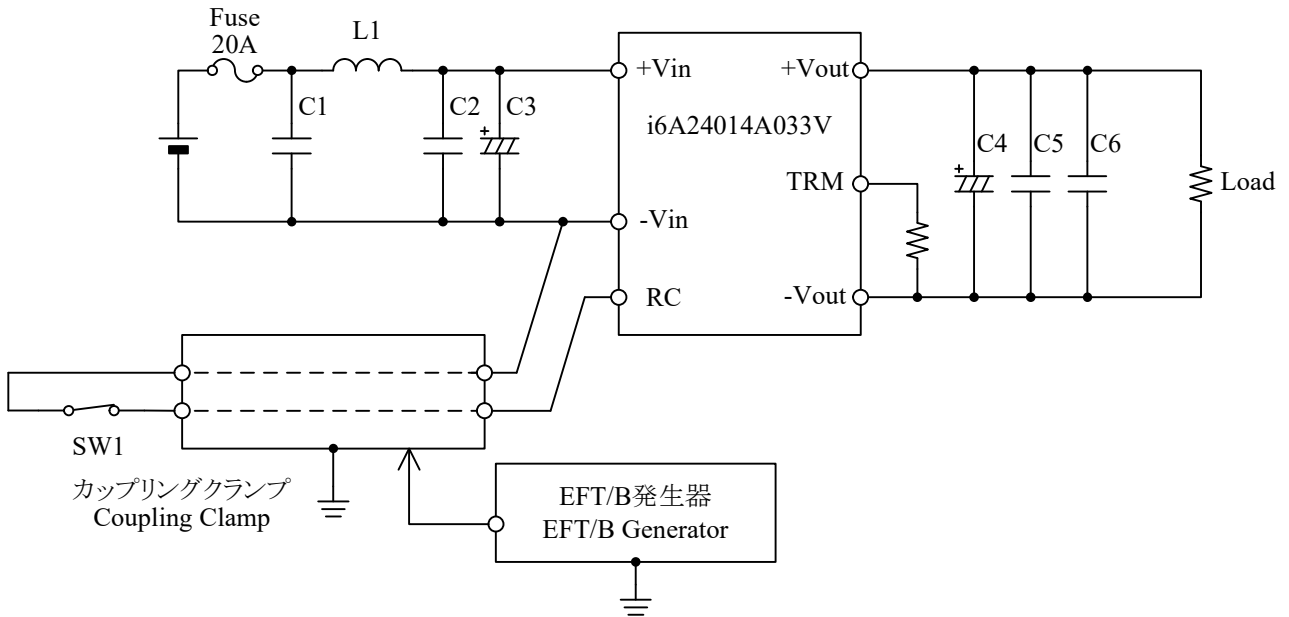 Fuse
20A
L1
C1
C2
C3
+
+Vin
+Vout
i6A24014A033V
TRM
-Vin
RC
-Vout
+
C4
C5
C6
Load
SW1
カップリングクランプ
Coupling Clamp
EFT/B発生器
EFT/B Generator